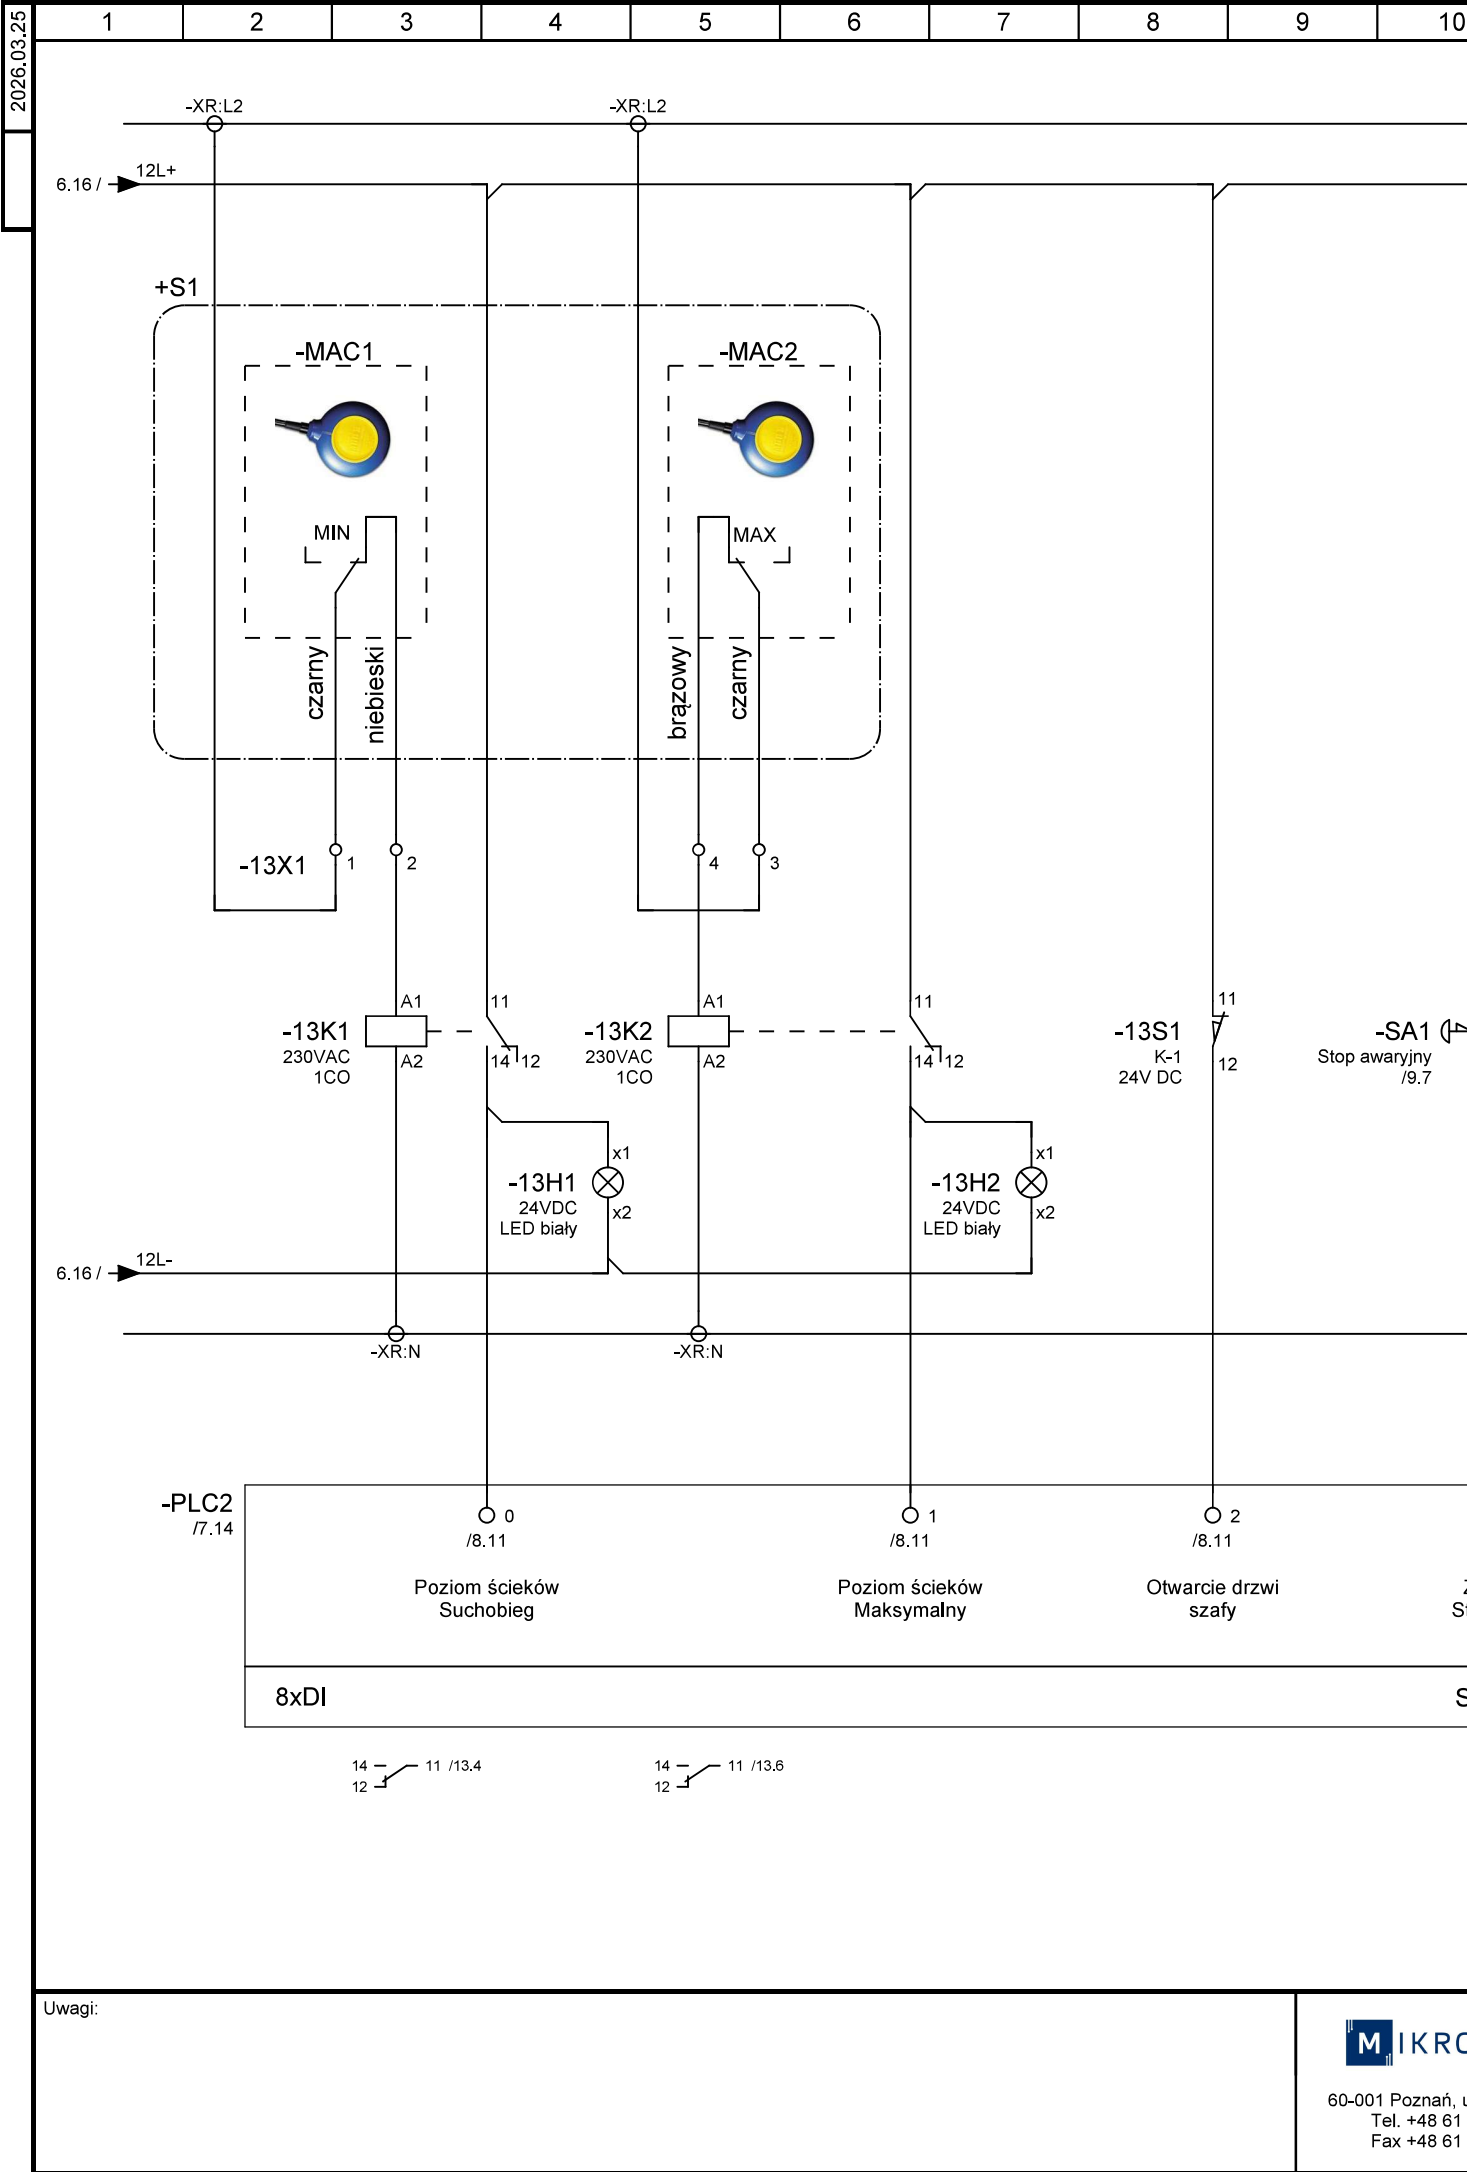 2026.03.25
1 2 3 4 5 6 7 8 9 10
-XR:L2 -XR:L2
6.16 / 12L+
+S1
-MAC1 -MAC2
MIN MAX
czarny niebieski brązowy czarny
-13X1 1 2 4 3
A1 11 A1 11 11
-13K1 -13K2 -13S1 -SA1
230VAC 230VAC K-1 Stop awaryjny
A2 14 12 A2 14 12 12
1CO 1CO 24V DC /9.7
x1 x1
-13H1 -13H2
24VDC 24VDC
x2 x2
LED biały LED biały
6.16 / 12L-
-XR:N -XR:N
-PLC2
/7.14
0 1 2
/8.11 /8.11 /8.11
Poziom ścieków Poziom ścieków Otwarcie drzwi
Suchobieg Maksymalny szafy
8xDI
14 11 /13.4 14 11 /13.6
12 12
Uwagi:
MIKRO
60-001 Poznań,
Tel. +48 61
Fax +48 61